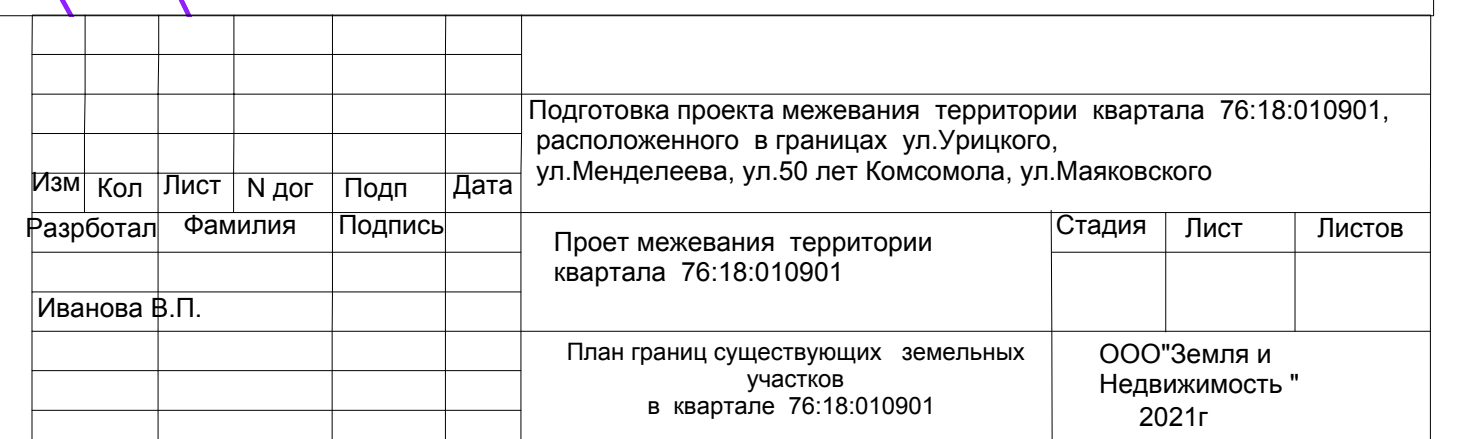 Подготовка проекта межевания территории квартала 76:18:010901,
расположенного в границах ул.Урицкого,
ул.Менделеева, ул.50 лет Комсомола, ул.Маяковского
Изм Кол Лист N дог Подп Дата
Разрботал Фамилия Подпись
Проет межевания территории
квартала 76:18:010901
Стадия Лист Листов
Иванова В.П.
План границ существующих земельных
участков
в квартале 76:18:010901
ООО"Земля и
Недвижимость "
2021г